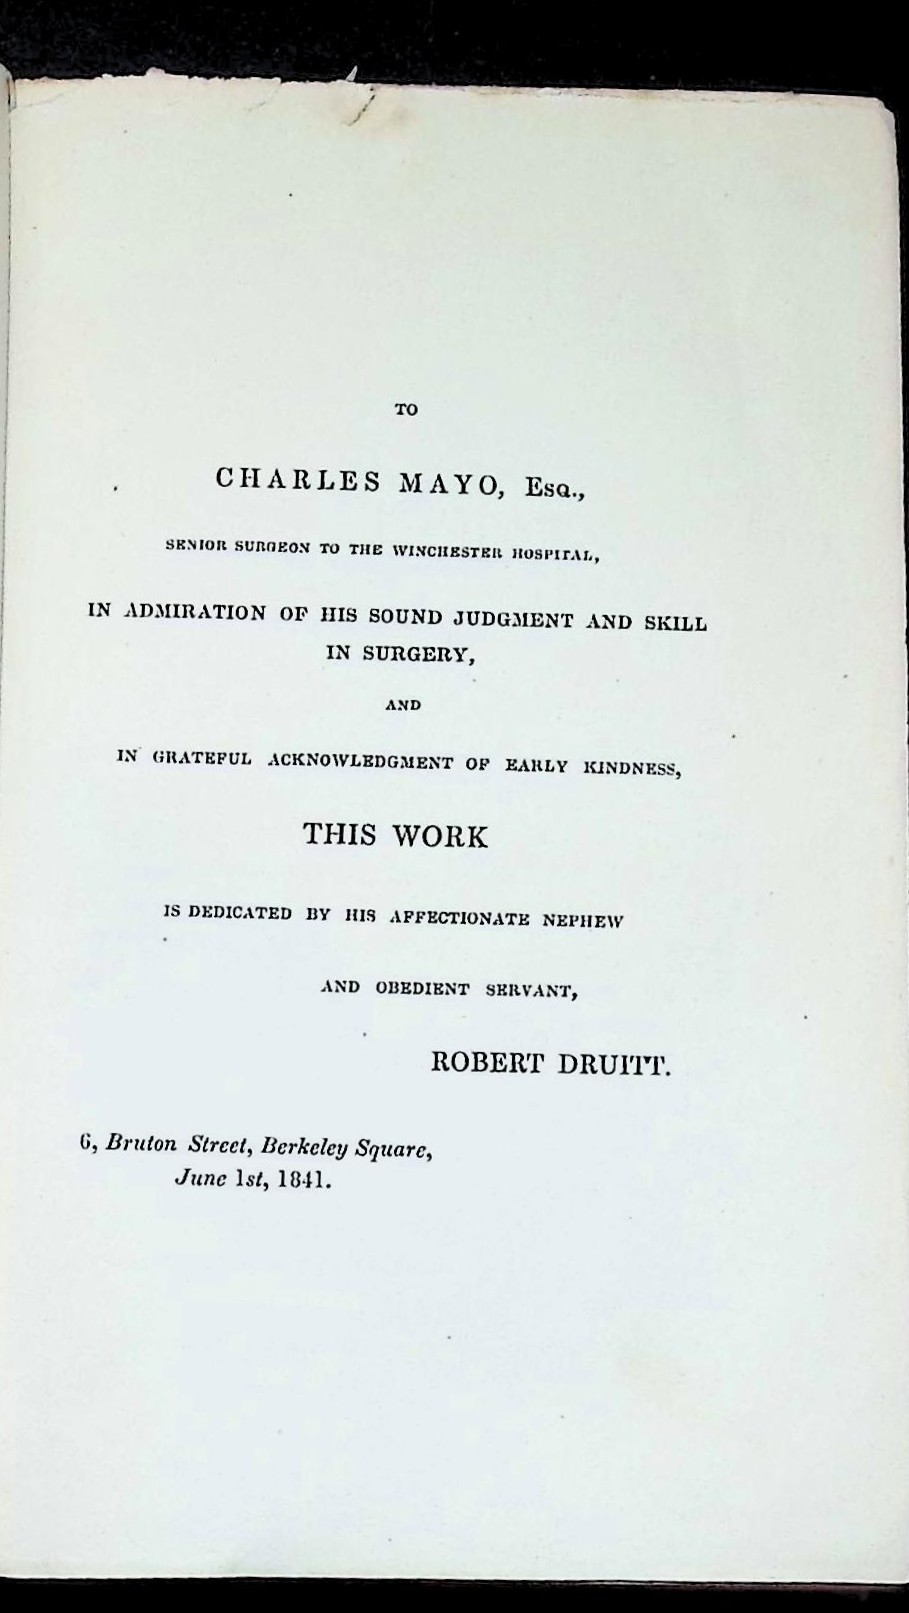 TO
CHARLES MAYO, Esq.,
SENIOR SURGEON TO THE WINCHESTER HOSPITAL,
IN ADMIRATION OF HIS SOUND JUDGMENT AND SKILL
IN SURGERY,
AND
IN GRATEFUL ACKNOWLEDGMENT OF EARLY KINDNESS,
THIS WORK
IS DEDICATED BY HIS AFFECTIONATE NEPHEW
AND OBEDIENT SERVANT,
ROBERT DRUITT.
6, Bruton Street, Berkeley Square,
June 1st, 1841.